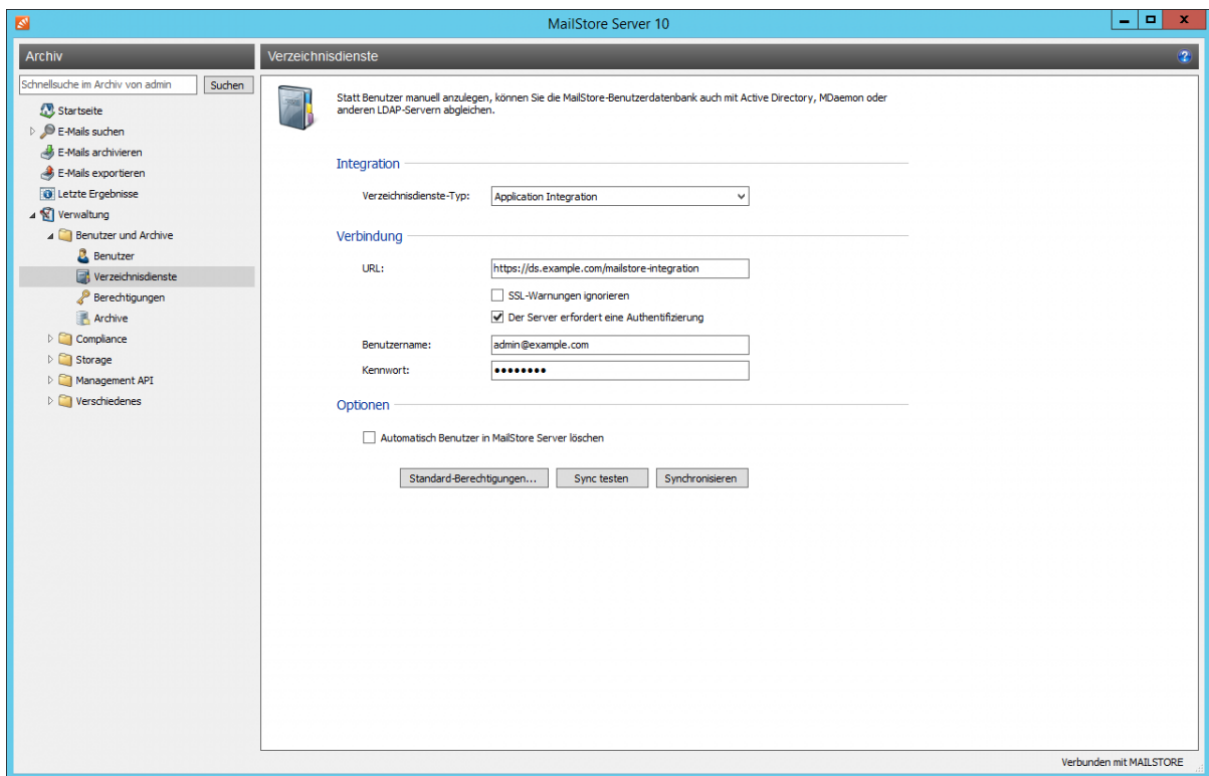 MailStore Server 10
Archiv
Schnellsuche im Archiv von admin
Suchen
Startseite
E-Mails suchen
E-Mails archivieren
E-Mails exportieren
Letzte Ergebnisse
Verwaltung
Benutzer und Archive
Benutzer
Verzeichnisdienste
Berechtigungen
Archive
Compliance
Storage
Management API
Verschiedenes
Verzeichnisdienste
Statt Benutzer manuell anzulegen, können Sie die MailStore-Benutzerdatenbank auch mit Active Directory, MDaemon oder
anderen LDAP-Servern abgleichen.
Integration
Verzeichnisdienste-Typ: Application Integration
Verbindung
URL: https://ds.example.com/mailstore-integration
SSL-Warnungen ignorieren
Der Server erfordert eine Authentifizierung
Benutzername: admin@example.com
Kennwort: ••••••••
Optionen
Automatisch Benutzer in MailStore Server löschen
Standard-Berechtigungen... Sync testen Synchronisieren
Verbunden mit MAILSTORE